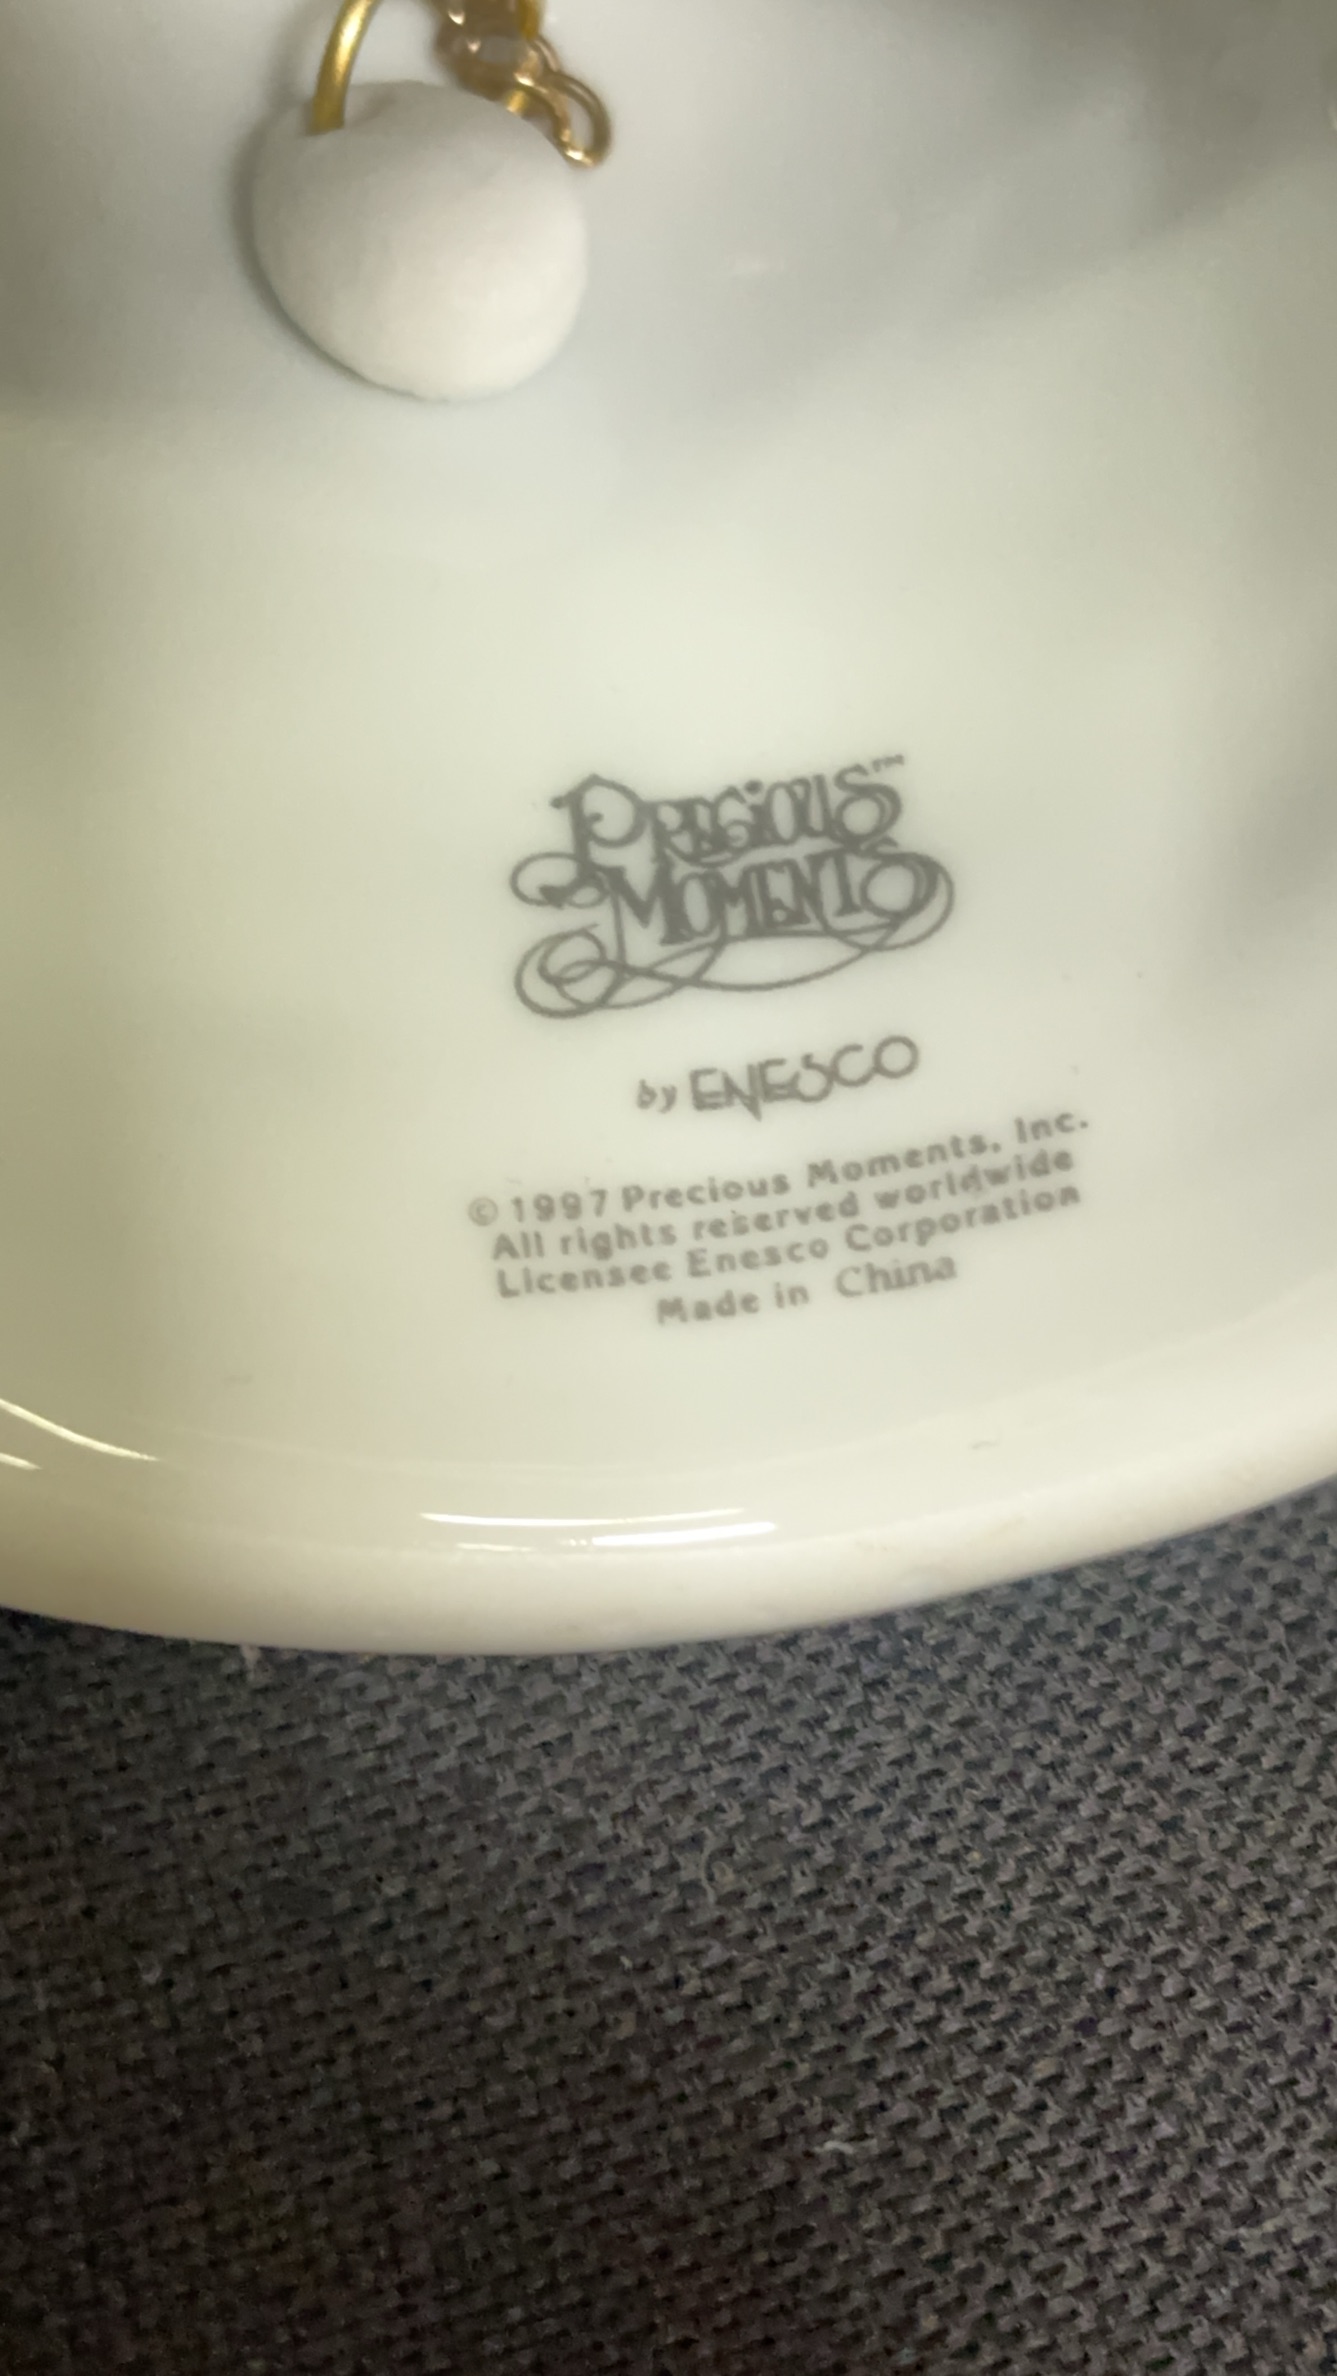 PRECIOUS™
MOMENTS
by ENESCO
© 1997 Precious Moments, Inc.
All rights reserved worldwide
Licensee Enesco Corporation
Made in China